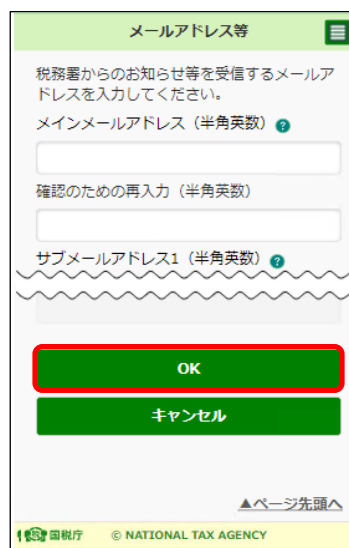 メールアドレス等
税務署からのお知らせ等を受信するメールア
ドレスを入力してください。
メインメールアドレス（半角英数）?
確認のための再入力（半角英数）
サブメールアドレス1（半角英数）?
OK
キャンセル
▲ページ先頭へ
国税庁 © NATIONAL TAX AGENCY